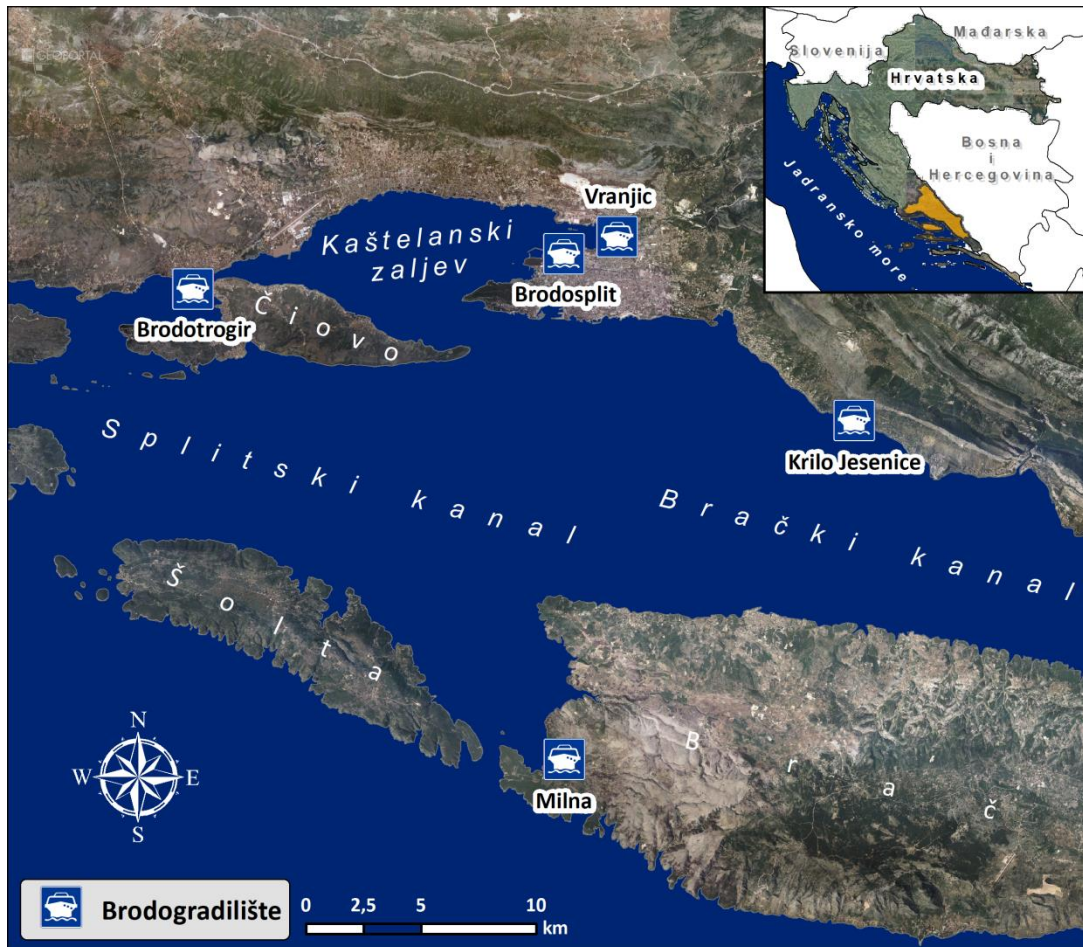 GEOPORTAL
Slovenija
Mađarska
Hrvatska
Bosna
i
Hercegovina
Jadransko more
Vranjic
Kaštelanski
zaljev
Brodosplit
Brodotrogir
Čiovo
Krilo Jesenice
Splitski kanal
Brački kanal
Šolta
Brač
Milna
N
W E
S
Brodogradilište
0 2,5 5 10
km